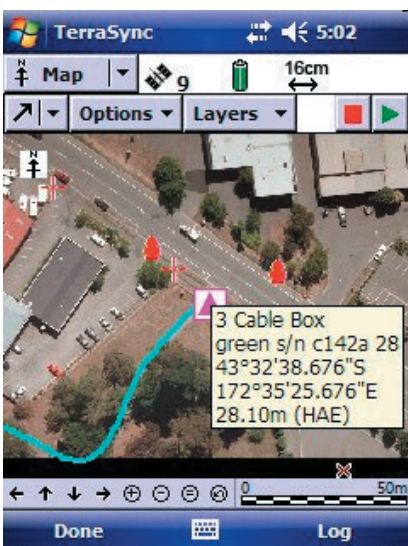 TerraSync 5:02
Map 9 16cm
Options Layers
N
3 Cable Box
green s/n c142a 28
43°32'38.676"S
172°35'25.676"E
28.10m (HAE)
0 50m
Done Log